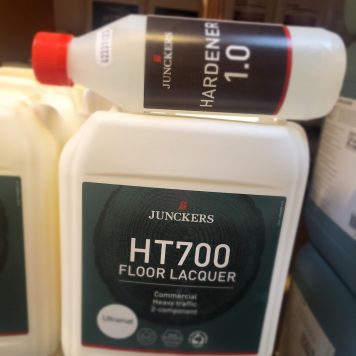 JUNCKERS
HARDENER
1.0
JUNCKERS
HT700
FLOOR LACQUER
Commercial
Heavy traffic
2-component
Ultramat